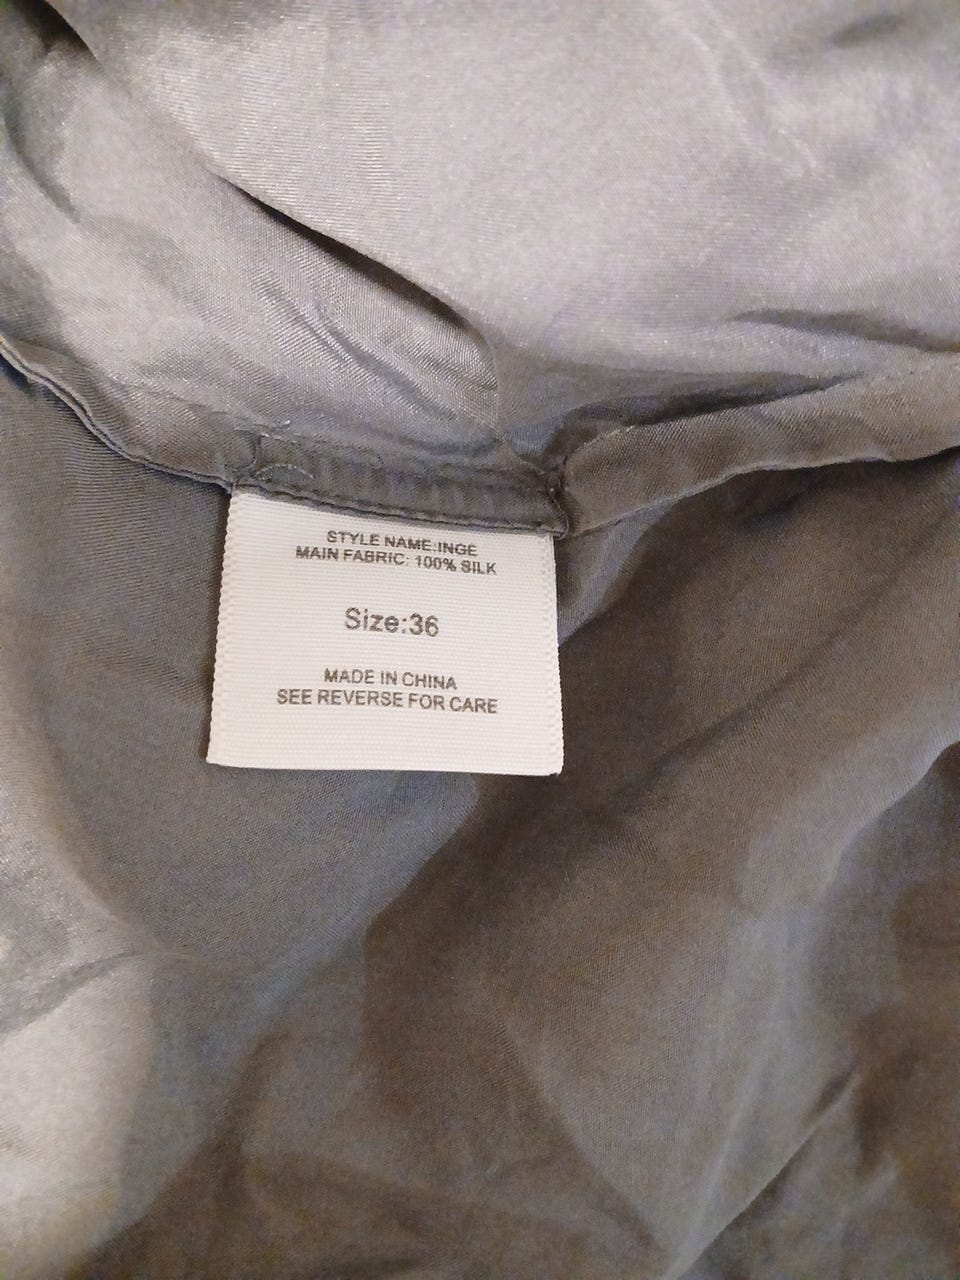 STYLE NAME:INGE
MAIN FABRIC: 100% SILK
Size:36
MADE IN CHINA
SEE REVERSE FOR CARE